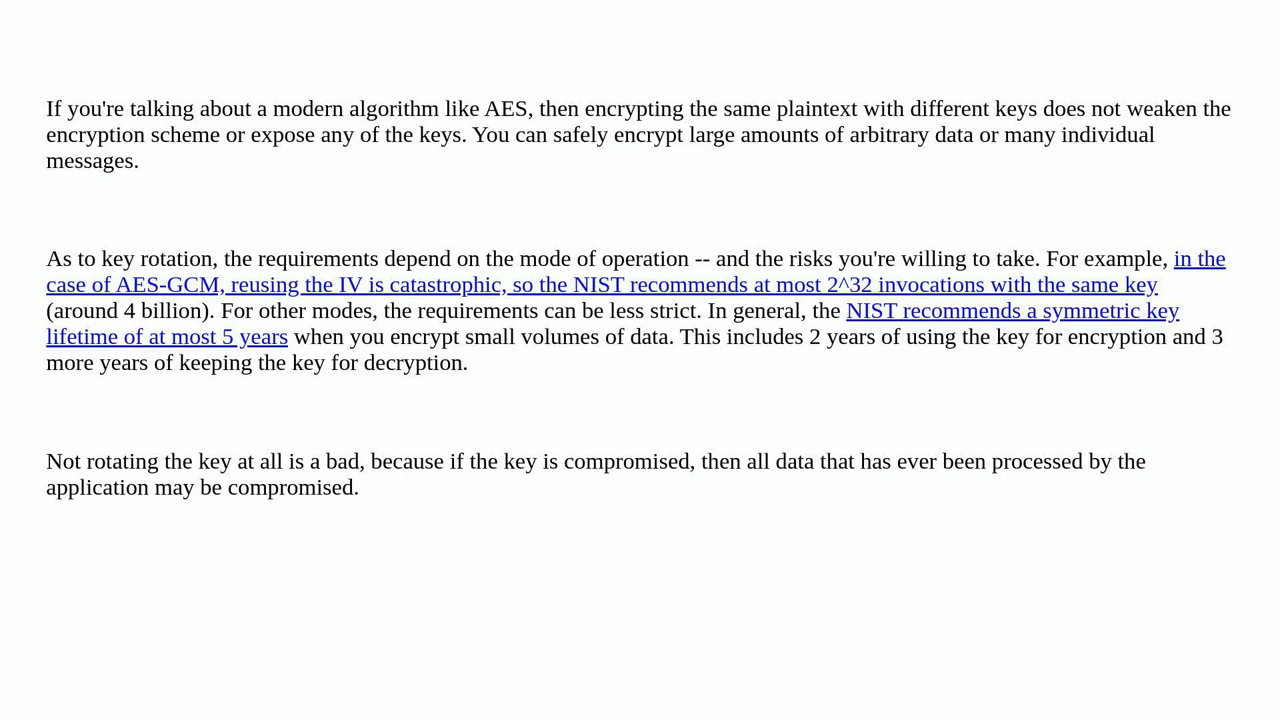 If you're talking about a modern algorithm like AES, then encrypting the same plaintext with different keys does not weaken the
encryption scheme or expose any of the keys. You can safely encrypt large amounts of arbitrary data or many individual
messages.
As to key rotation, the requirements depend on the mode of operation -- and the risks you're willing to take. For example, in the
case of AES-GCM, reusing the IV is catastrophic, so the NIST recommends at most 2^32 invocations with the same key
(around 4 billion). For other modes, the requirements can be less strict. In general, the NIST recommends a symmetric key
lifetime of at most 5 years when you encrypt small volumes of data. This includes 2 years of using the key for encryption and 3
more years of keeping the key for decryption.
Not rotating the key at all is a bad, because if the key is compromised, then all data that has ever been processed by the
application may be compromised.